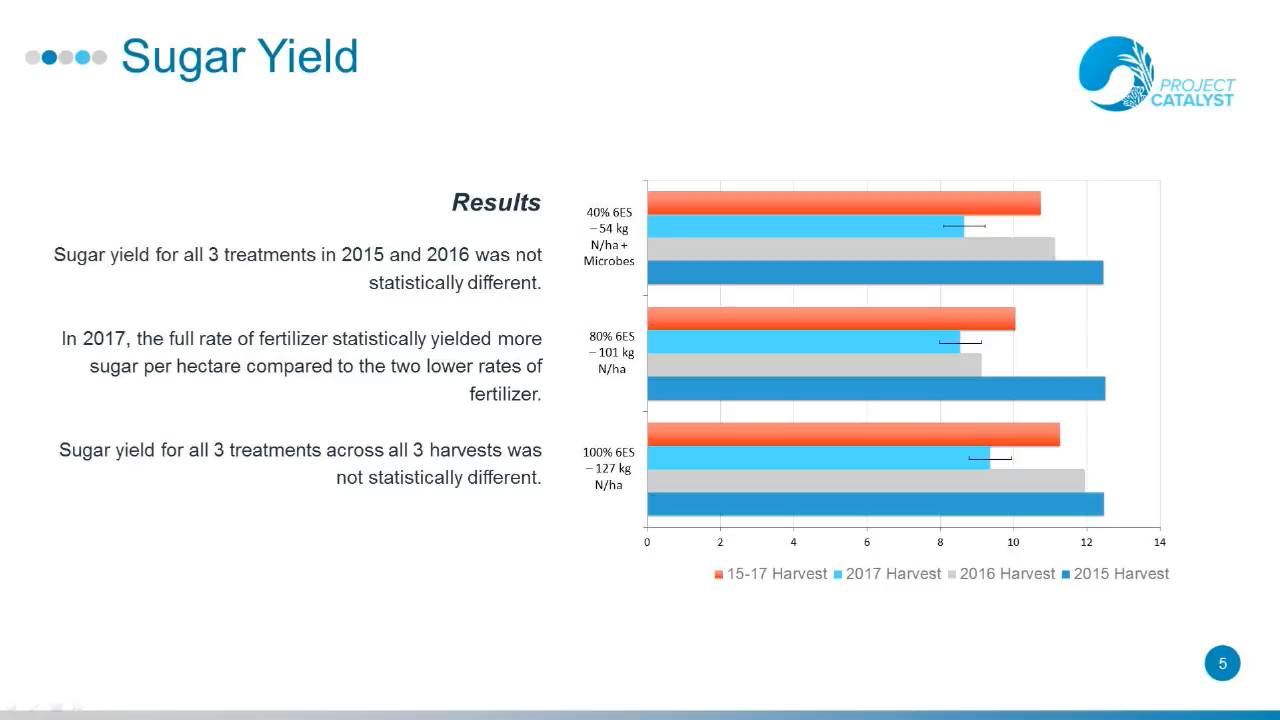 Sugar Yield
PROJECT
CATALYST
Results
Sugar yield for all 3 treatments in 2015 and 2016 was not
statistically different.
In 2017, the full rate of fertilizer statistically yielded more
sugar per hectare compared to the two lower rates of
fertilizer.
Sugar yield for all 3 treatments across all 3 harvests was
not statistically different.
40% 6ES
– 54 kg
N/ha +
Microbes
80% 6ES
– 101 kg
N/ha
100% 6ES
– 127 kg
N/ha
0 2 4 6 8 10 12 14
15-17 Harvest 2017 Harvest 2016 Harvest 2015 Harvest
5